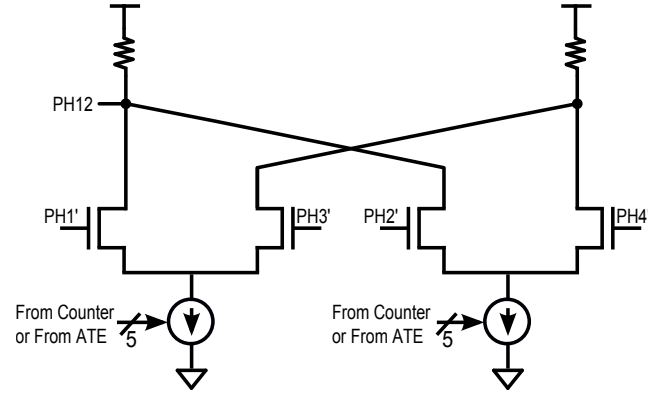 PH12
PH1'
PH3'
PH2'
PH4'
From Counter
or From ATE
5
From Counter
or From ATE
5